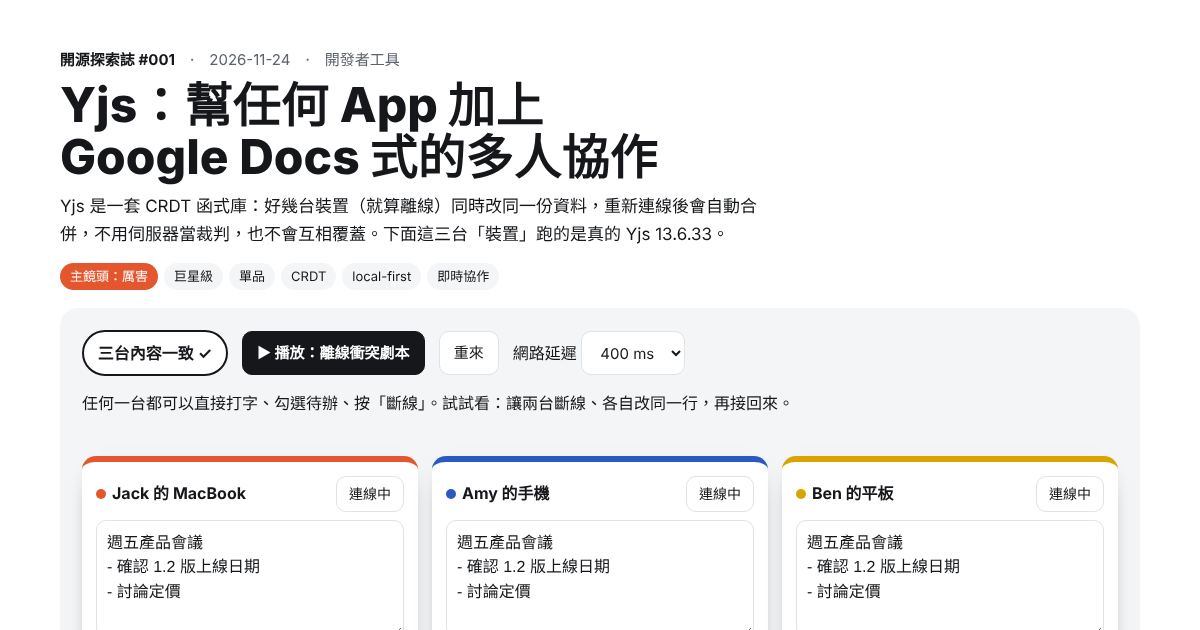 開源探索誌 #001 · 2026-11-24 · 開發者工具
Yjs：幫任何 App 加上
Google Docs 式的多人協作
Yjs 是一套 CRDT 函式庫：好幾台裝置（就算離線）同時改同一份資料，重新連線後會自動合
併，不用伺服器當裁判，也不會互相覆蓋。下面這三台「裝置」跑的是真的 Yjs 13.6.33。
主鏡頭：厲害 巨星級 單品 CRDT local-first 即時協作
三台內容一致 ✓ ▶ 播放：離線衝突劇本 重來 網路延遲 400 ms
任何一台都可以直接打字、勾選待辦、按「斷線」。試試看：讓兩台斷線、各自改同一行，再接回來。
Jack 的 MacBook 連線中 Amy 的手機 連線中 Ben 的平板 連線中
週五產品會議 週五產品會議 週五產品會議
- 確認 1.2 版上線日期 - 確認 1.2 版上線日期 - 確認 1.2 版上線日期
- 討論定價 - 討論定價 - 討論定價